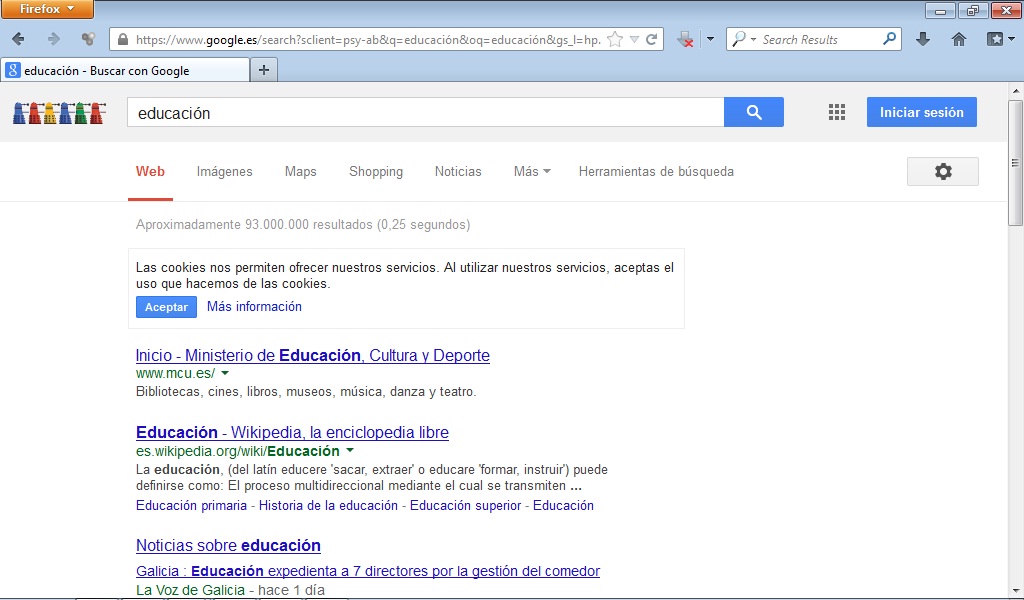 Firefox
https://www.google.es/search?sclient=psy-ab&q=educación&oq=educación&gs_l=hp.
Search Results
educación - Buscar con Google
educación
Iniciar sesión
Web Imágenes Maps Shopping Noticias Más Herramientas de búsqueda
Aproximadamente 93.000.000 resultados (0,25 segundos)
Las cookies nos permiten ofrecer nuestros servicios. Al utilizar nuestros servicios, aceptas el
uso que hacemos de las cookies.
Aceptar Más información
Inicio - Ministerio de Educación, Cultura y Deporte
www.mcu.es/
Bibliotecas, cines, libros, museos, música, danza y teatro.
Educación - Wikipedia, la enciclopedia libre
es.wikipedia.org/wiki/Educación
La educación, (del latín educere 'sacar, extraer' o educare 'formar, instruir') puede
definirse como: El proceso multidireccional mediante el cual se transmiten ...
Educación primaria - Historia de la educación - Educación superior - Educación
Noticias sobre educación
Galicia : Educación expedienta a 7 directores por la gestión del comedor
La Voz de Galicia - hace 1 día